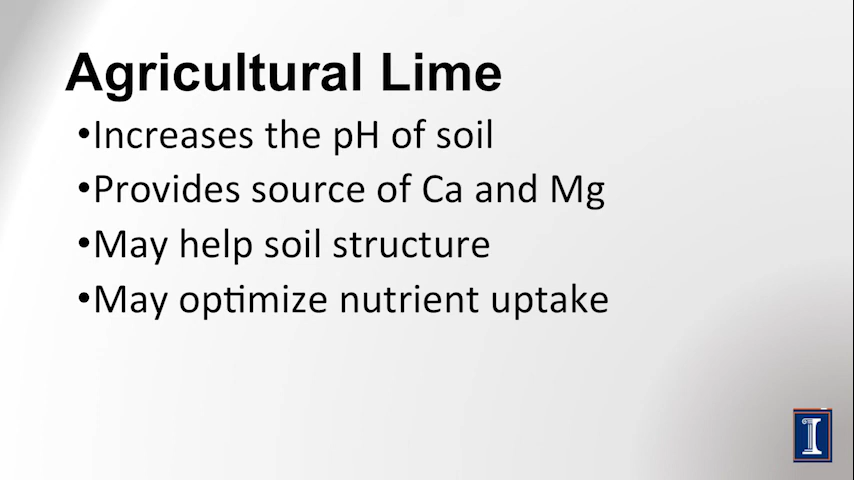 Agricultural Lime
•Increases the pH of soil
•Provides source of Ca and Mg
•May help soil structure
•May optimize nutrient uptake
I